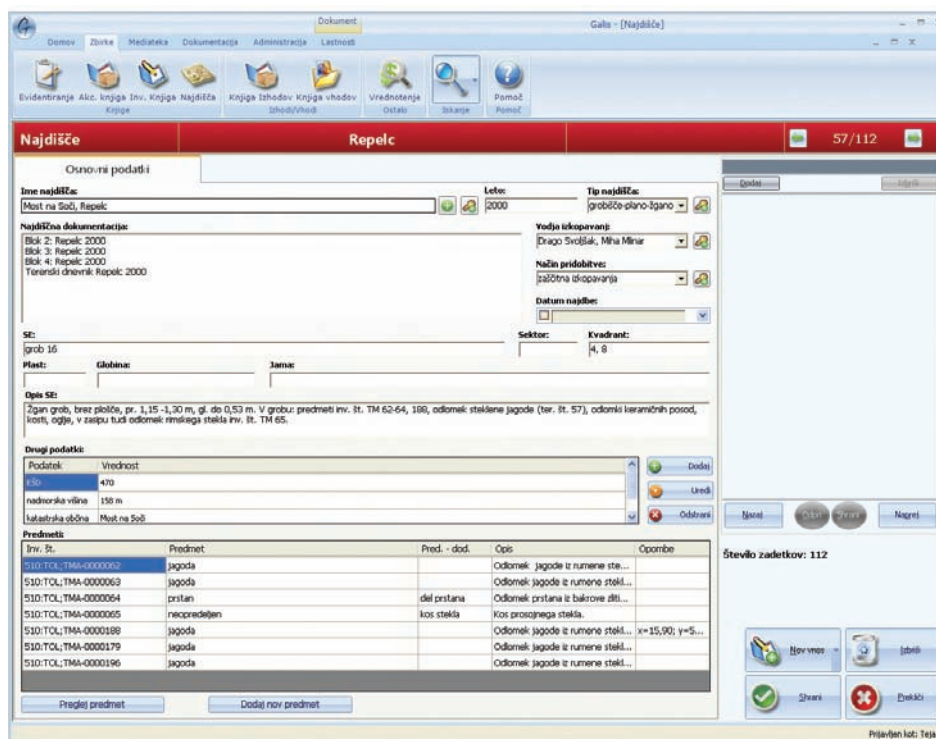 Dokument
Galis - [Najdišče]
Domov Zbirke Mediateka Dokumentacija Administracija Lastnosti
Evidentiranje Akc. knjiga Inv. Knjiga Najdišča Knjiga Izhodov Knjiga vhodov Vrednotenje Pomoč
Knjige Izhodi/Vhodi Ostalo Iskanje Pomoč
Najdišče Repelc 57/112
Osnovni podatki
Dodaj Izbriši
Ime najdišča: Leto: Tip najdišča:
Most na Soči, Repelc 2000 grobišče-plano-žgano
Najdiščna dokumentacija: Vodja izkopavanj:
Blok 2: Repelc 2000 Drago Svoljšak, Miha Mlinar
Blok 3: Repelc 2000
Blok 4: Repelc 2000
Terenski dnevnik Repelc 2000
Način pridobitve:
zaščitna izkopavanja
Datum najdbe:
SE: Sektor: Kvadrant:
grob 16 4, 8
Plast: Globina: Jama:
Opis SE:
Žgan grob, brez plošče, pr. 1,15 -1,30 m, gl. do 0,53 m. V grobu: predmeti inv. št. TM 62-64, 188, odlomek steklene jagode (ter. št. 57), odlomki keramičnih posod,
kosti, oglje, v zasipu tudi odlomek rimskega stekla inv. št. TM 65.
Drugi podatki:
Podatek Vrednost Dodaj
EŠD 470
Uredi
nadmorska višina 158 m
katastrska občina Most na Soči Odstrani
Nazaj Odpri Shrani Naprej
Predmeti:
Inv. št. Predmet Pred. - dod. Opis Opombe
Število zadetkov: 112
510:TOL;TMA-0000062 jagoda Odlomek jagode iz rumene ste...
510:TOL;TMA-0000063 jagoda Odlomek jagode iz rumene stekl...
510:TOL;TMA-0000064 prstan del prstana Odlomek prstana iz bakrove zliti...
510:TOL;TMA-0000065 neopredeljen kos stekla Kos prosojnega stekla.
510:TOL;TMA-0000188 jagoda Odlomek jagode iz rumene stekl... x=15,90; y=5...
510:TOL;TMA-0000179 jagoda Odlomek jagode iz rumene stekl...
510:TOL;TMA-0000196 jagoda Odlomek jagode iz rumene stekl...
Nov vnos Izbriši
Preglej predmet Dodaj nov predmet
Shrani Prekliči
Prijavljen kot: Teja